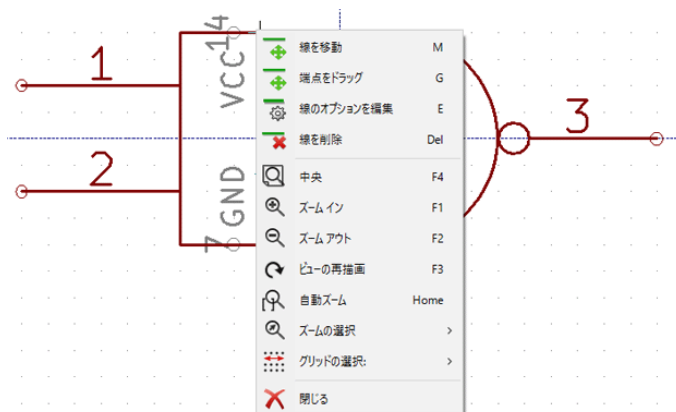 14
VCC
1
2
GND
7
3
線を移動 M
端点をドラッグ G
線のオプションを編集 E
線を削除 Del
中央 F4
ズーム イン F1
ズーム アウト F2
ビューの再描画 F3
自動ズーム Home
ズームの選択
グリッドの選択:
閉じる